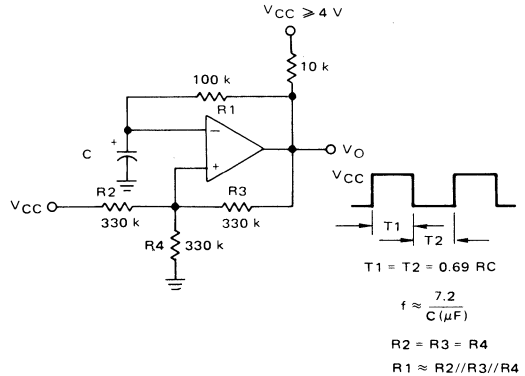 VCC ⩾ 4 V
10 k
100 k
R1
+
C
−
+
VO
VCC
R2
330 k
R3
330 k
R4
330 k
VCC
T1
T2
T1 = T2 = 0.69 RC
f ≈ 7.2
C(μF)
R2 = R3 = R4
R1 ≈ R2//R3//R4